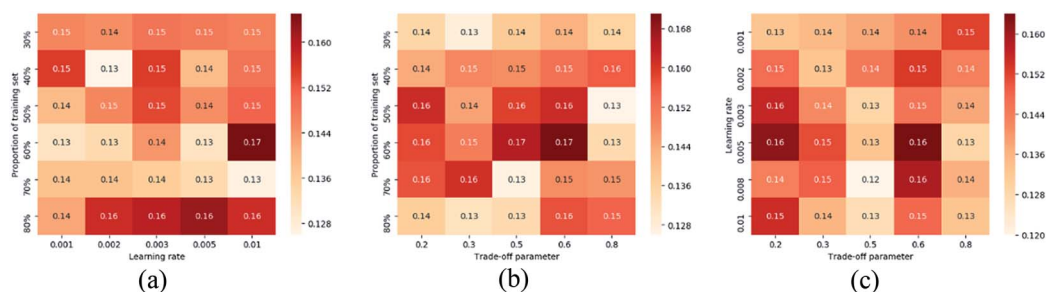 Proportion of training set
30% 0.15 0.14 0.15 0.15 0.15
40% 0.15 0.13 0.15 0.14 0.15
50% 0.14 0.15 0.15 0.14 0.15
60% 0.13 0.13 0.14 0.13 0.17
70% 0.14 0.14 0.14 0.13 0.13
80% 0.14 0.16 0.16 0.16 0.16
0.001 0.002 0.003 0.005 0.01
Learning rate
0.160
0.152
0.144
0.136
0.128
(a)
Proportion of training set
30% 0.14 0.13 0.14 0.14 0.14
40% 0.14 0.15 0.15 0.15 0.16
50% 0.16 0.14 0.16 0.16 0.13
60% 0.16 0.15 0.17 0.17 0.13
70% 0.16 0.16 0.13 0.15 0.15
80% 0.14 0.13 0.13 0.16 0.15
0.2 0.3 0.5 0.6 0.8
Trade-off parameter
0.168
0.160
0.152
0.144
0.136
0.128
(b)
Learning rate
0.001 0.13 0.14 0.14 0.14 0.15
0.002 0.15 0.13 0.14 0.15 0.14
0.003 0.16 0.14 0.13 0.15 0.14
0.005 0.16 0.15 0.13 0.16 0.13
0.008 0.14 0.15 0.12 0.16 0.14
0.01 0.15 0.14 0.13 0.15 0.13
0.2 0.3 0.5 0.6 0.8
Trade-off parameter
0.160
0.152
0.144
0.136
0.128
0.120
(c)